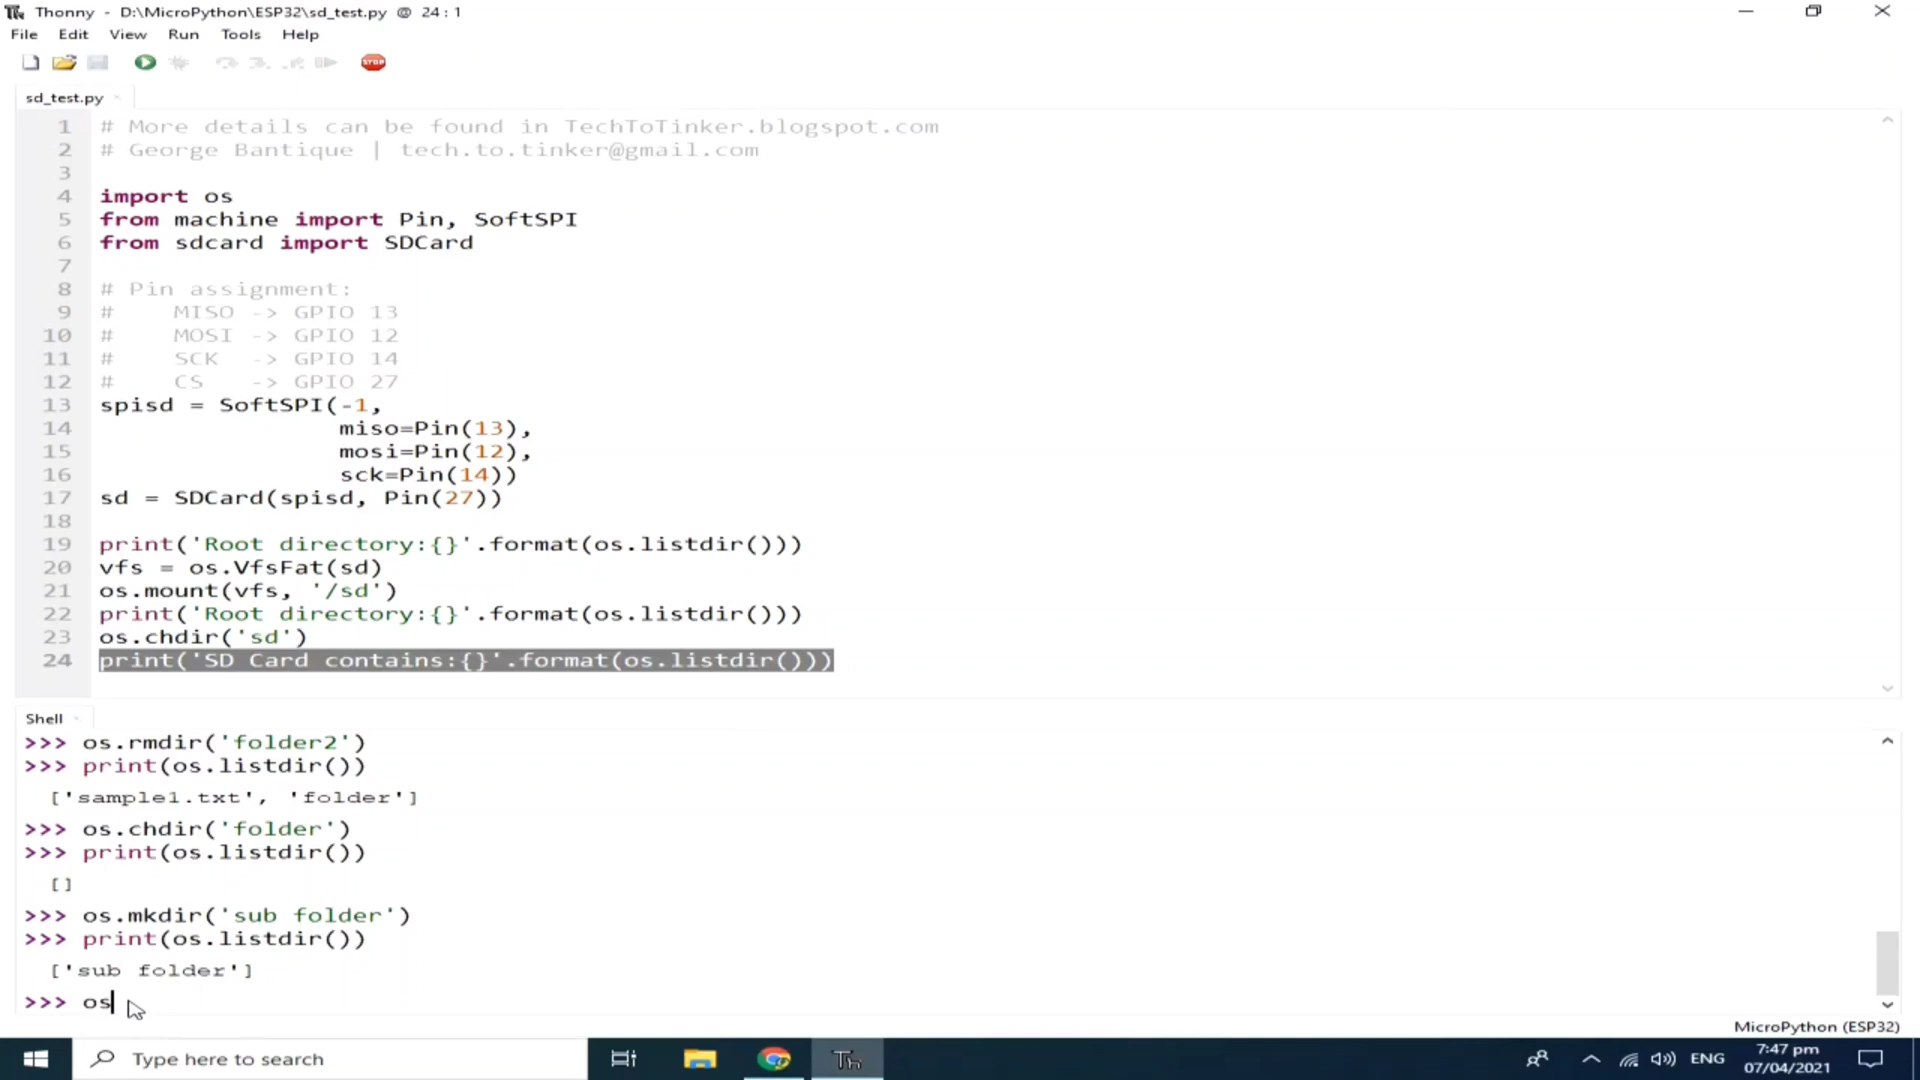 Thonny - D:\MicroPython\ESP32\sd_test.py @ 24 : 1
File Edit View Run Tools Help
STOP
sd_test.py
1 # More details can be found in TechToTinker.blogspot.com
2 # George Bantique | tech.to.tinker@gmail.com
3
4 import os
5 from machine import Pin, SoftSPI
6 from sdcard import SDCard
7
8 # Pin assignment:
9 # MISO -> GPIO 13
10 # MOSI -> GPIO 12
11 # SCK -> GPIO 14
12 # CS -> GPIO 27
13 spisd = SoftSPI(-1,
14 miso=Pin(13),
15 mosi=Pin(12),
16 sck=Pin(14))
17 sd = SDCard(spisd, Pin(27))
18
19 print('Root directory:{}'.format(os.listdir()))
20 vfs = os.VfsFat(sd)
21 os.mount(vfs, '/sd')
22 print('Root directory:{}'.format(os.listdir()))
23 os.chdir('sd')
24 print('SD Card contains:{}'.format(os.listdir()))
Shell
>>> os.rmdir('folder2')
>>> print(os.listdir())
['sample1.txt', 'folder']
>>> os.chdir('folder')
>>> print(os.listdir())
[]
>>> os.mkdir('sub folder')
>>> print(os.listdir())
['sub folder']
>>> os
MicroPython (ESP32)
Type here to search
Th
ENG
7:47 pm
07/04/2021